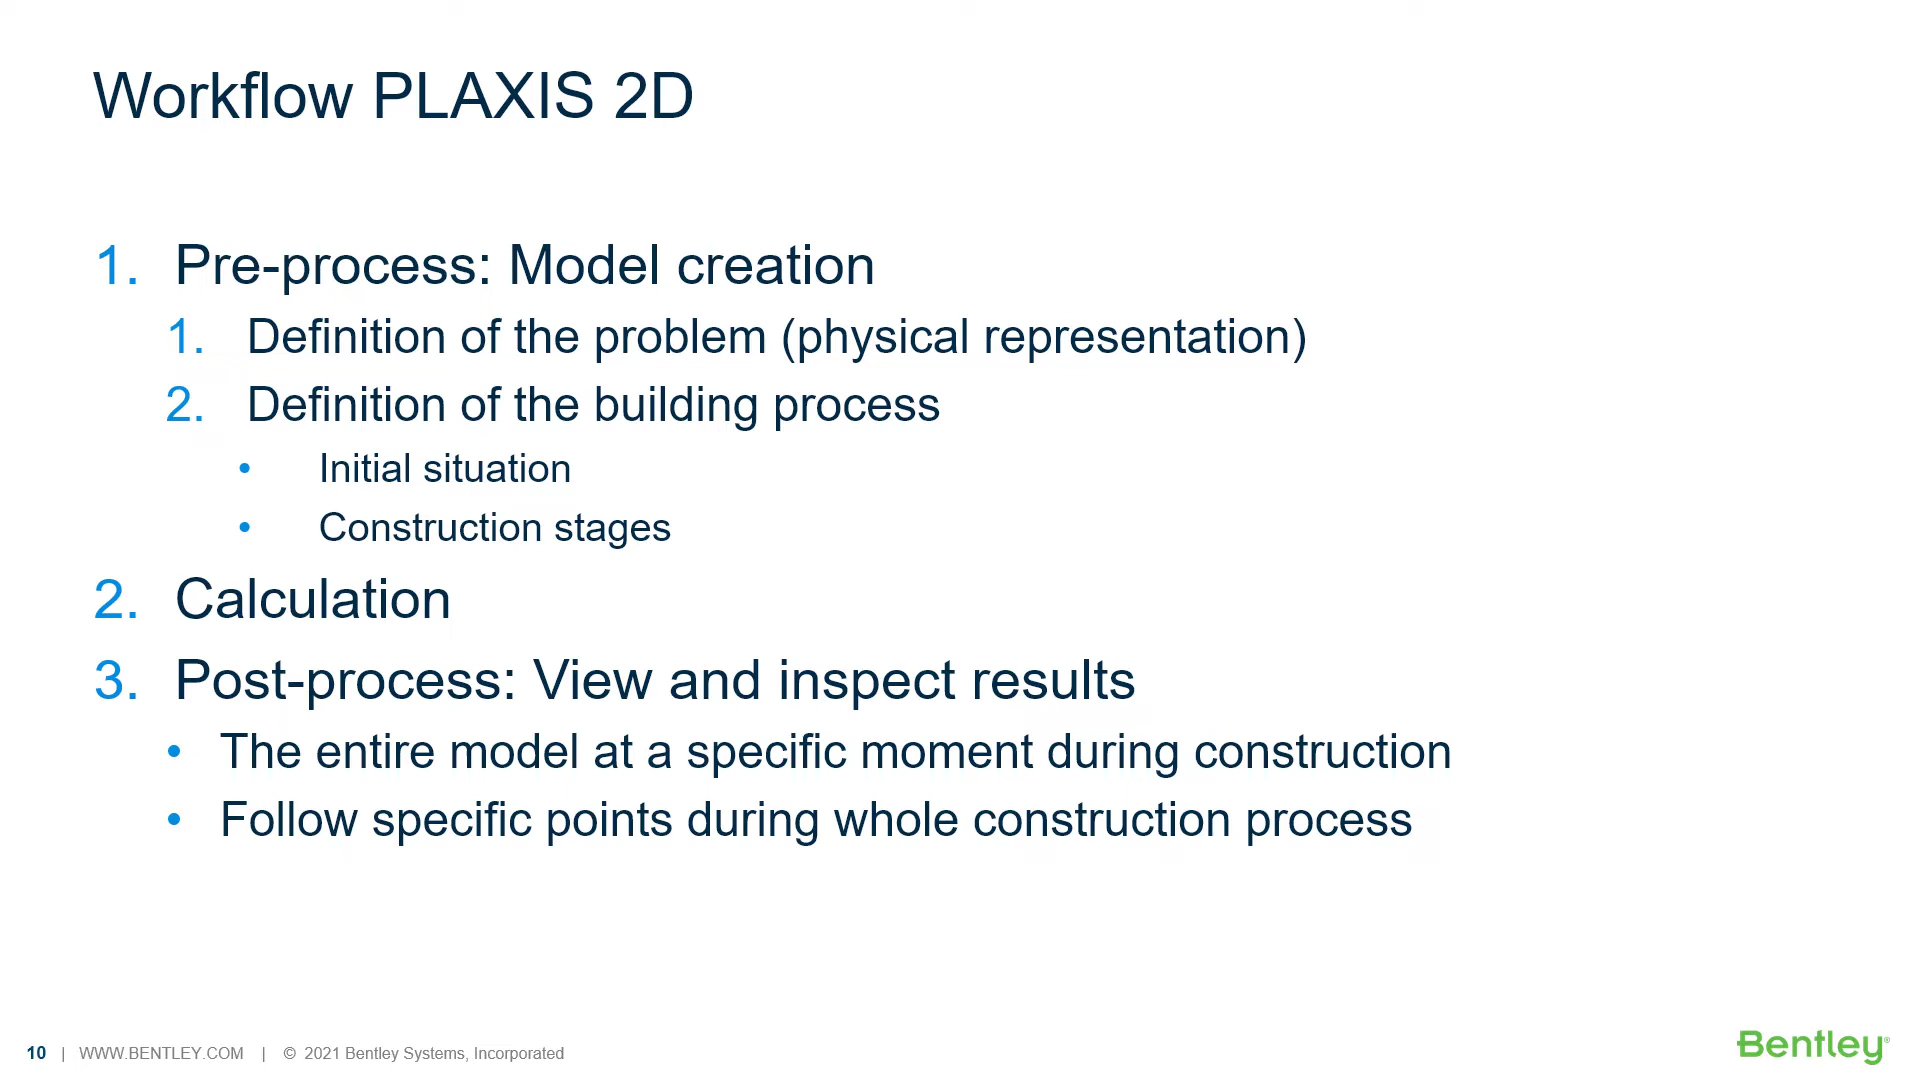 Workflow PLAXIS 2D
1. Pre-process: Model creation
1. Definition of the problem (physical representation)
2. Definition of the building process
• Initial situation
• Construction stages
2. Calculation
3. Post-process: View and inspect results
• The entire model at a specific moment during construction
• Follow specific points during whole construction process
10 | WWW.BENTLEY.COM | © 2021 Bentley Systems, Incorporated
Bentley®